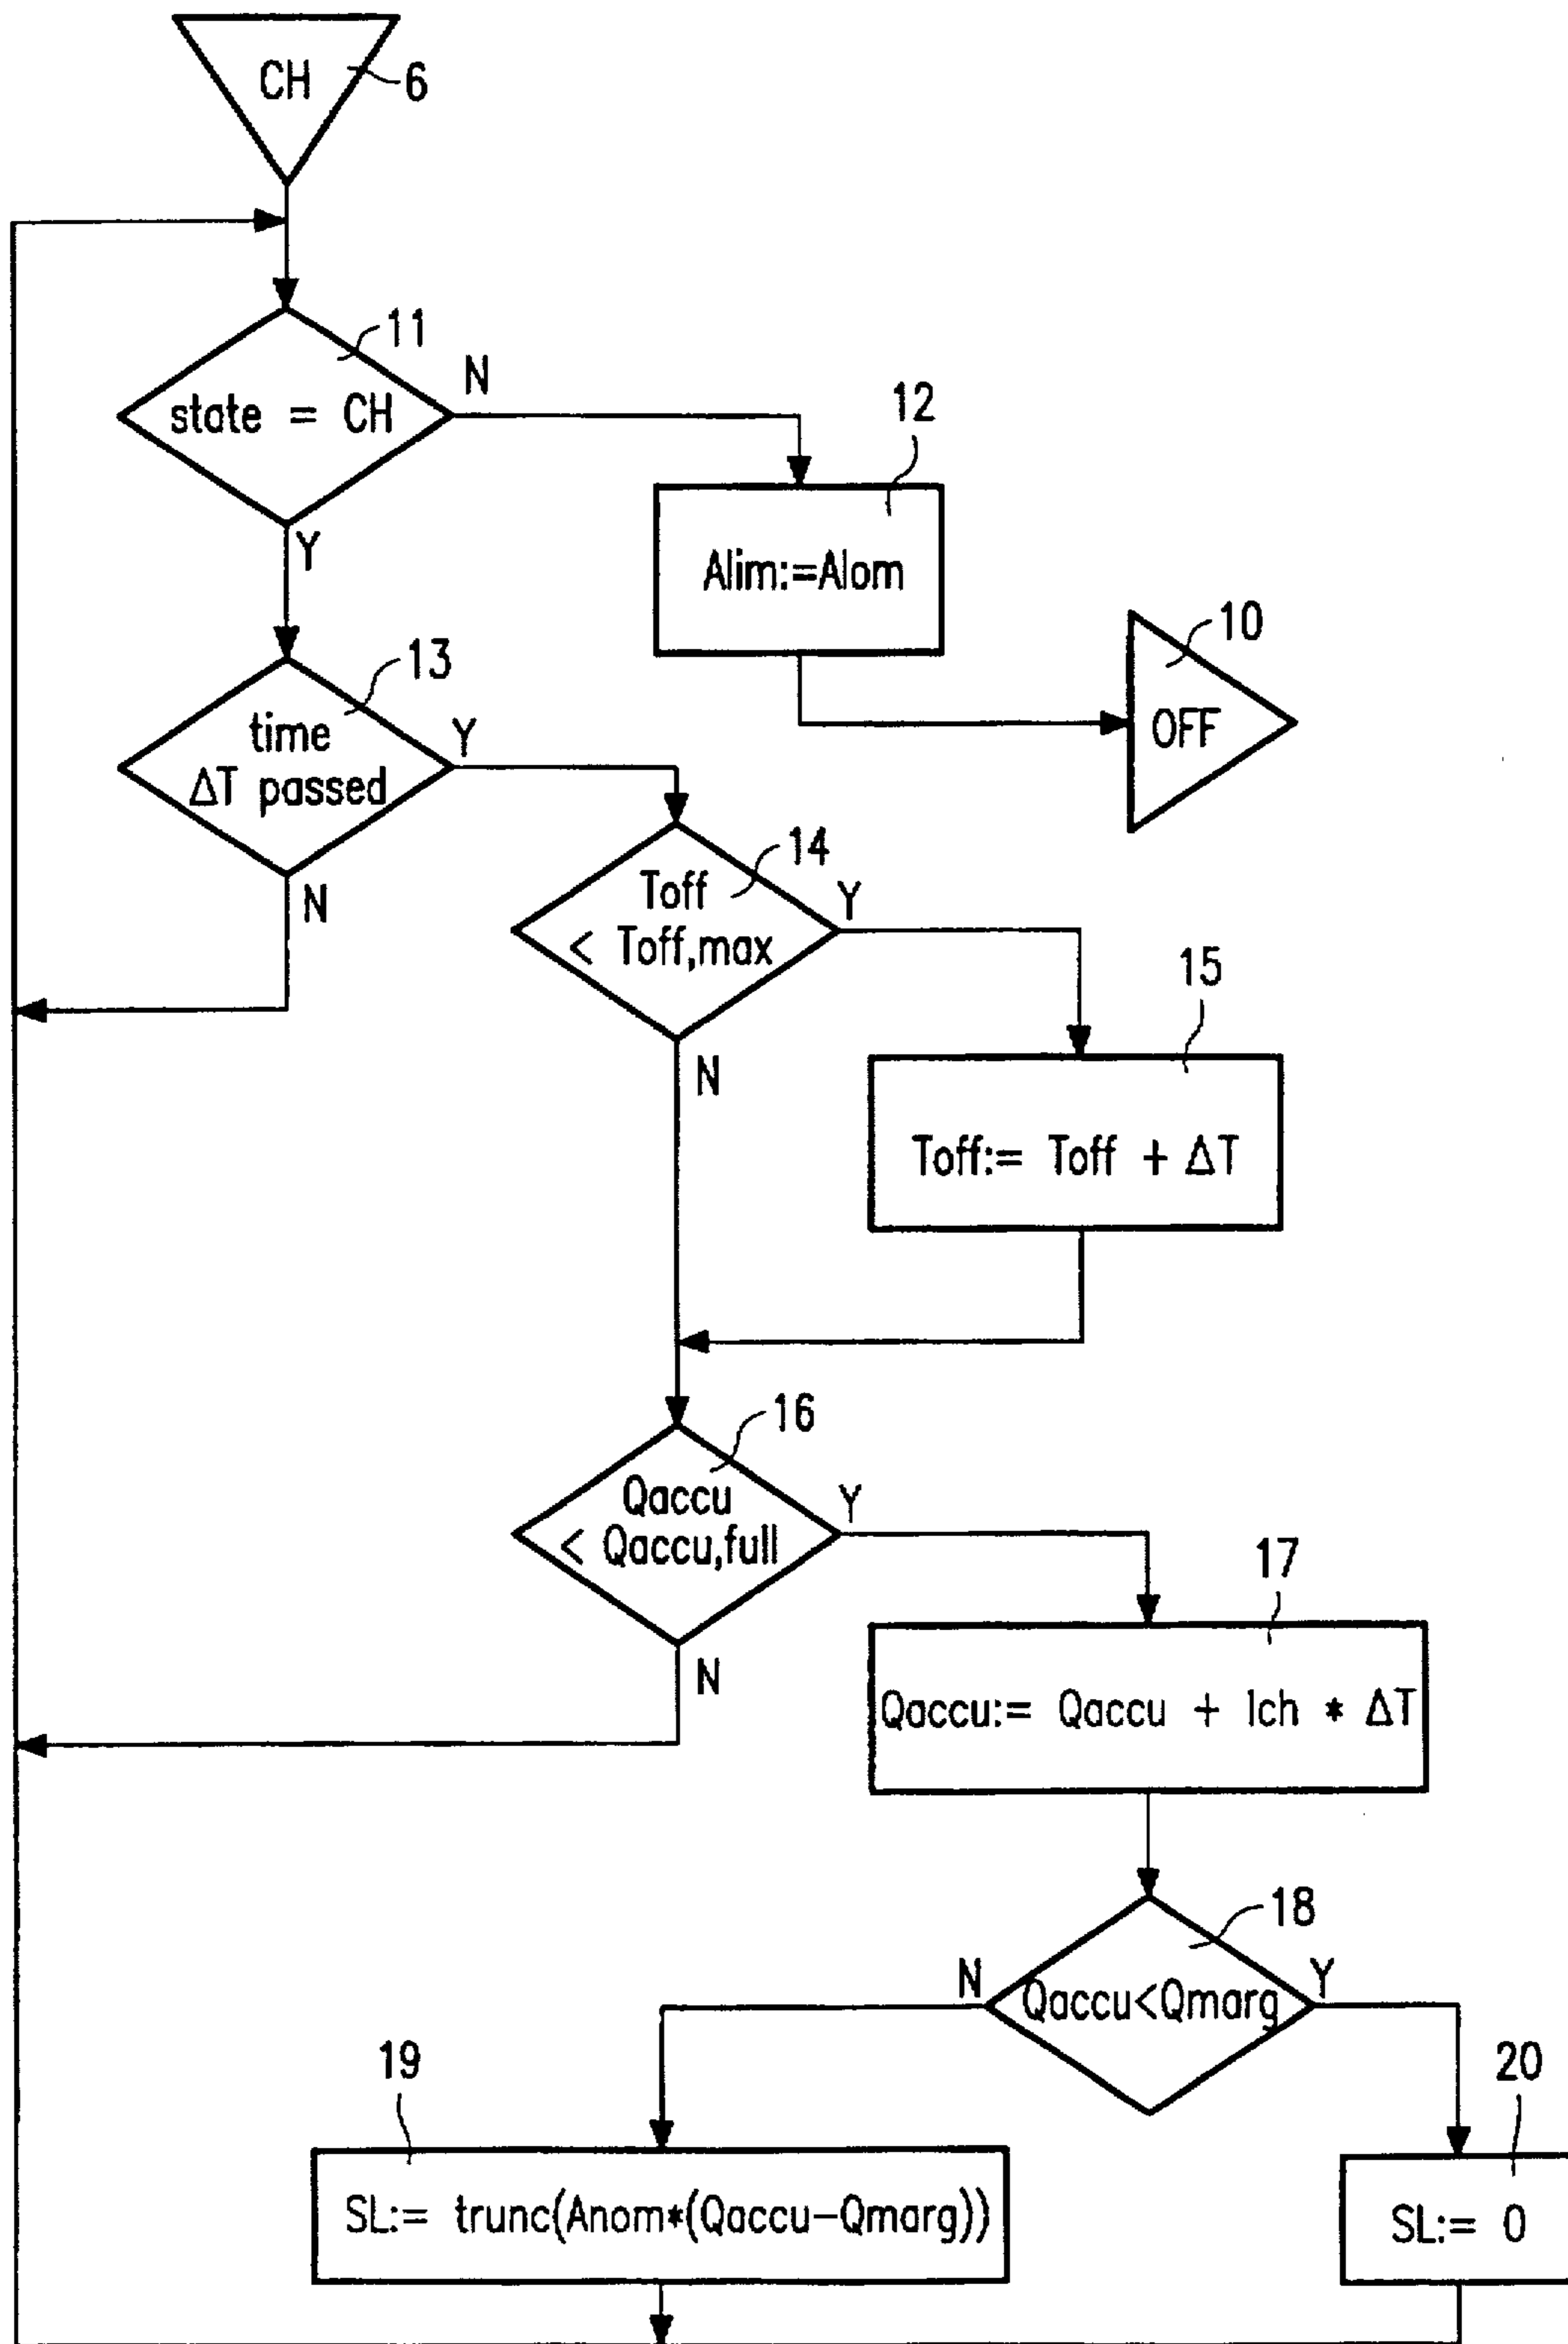 CH
6
11
state = CH
N
Y
12
Alim:=Alom
10
OFF
13
time
ΔT passed
Y
N
14
Toff
< Toff,max
Y
N
15
Toff:= Toff + ΔT
16
Qaccu
< Qaccu,full
Y
N
17
Qaccu:= Qaccu + Ich * ΔT
18
Qaccu<Qmarg
N
Y
19
SL:= trunc(Anom*(Qaccu-Qmarg))
20
SL:= 0